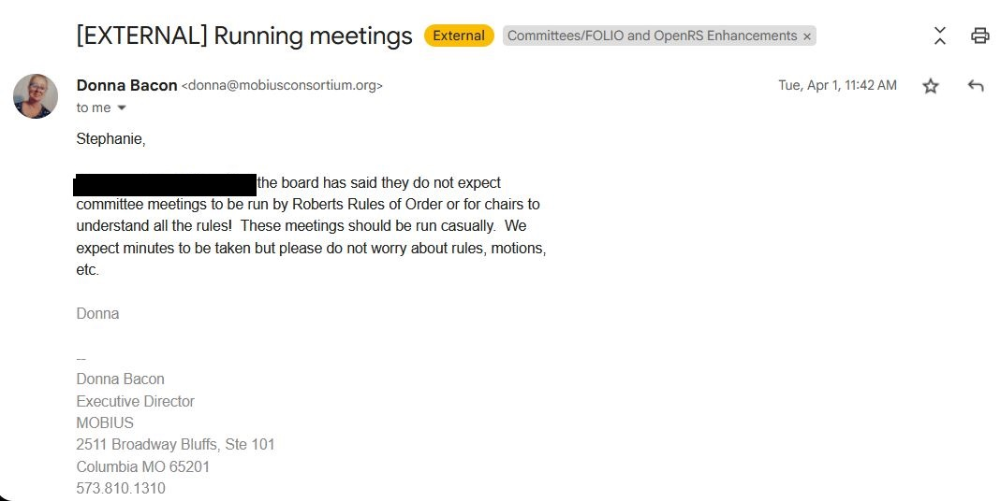 [EXTERNAL] Running meetings External Committees/FOLIO and OpenRS Enhancements ×
Donna Bacon <donna@mobiusconsortium.org> Tue, Apr 1, 11:42 AM
to me
Stephanie,
the board has said they do not expect
committee meetings to be run by Roberts Rules of Order or for chairs to
understand all the rules!  These meetings should be run casually.  We
expect minutes to be taken but please do not worry about rules, motions,
etc.
Donna
--
Donna Bacon
Executive Director
MOBIUS
2511 Broadway Bluffs, Ste 101
Columbia MO 65201
573.810.1310